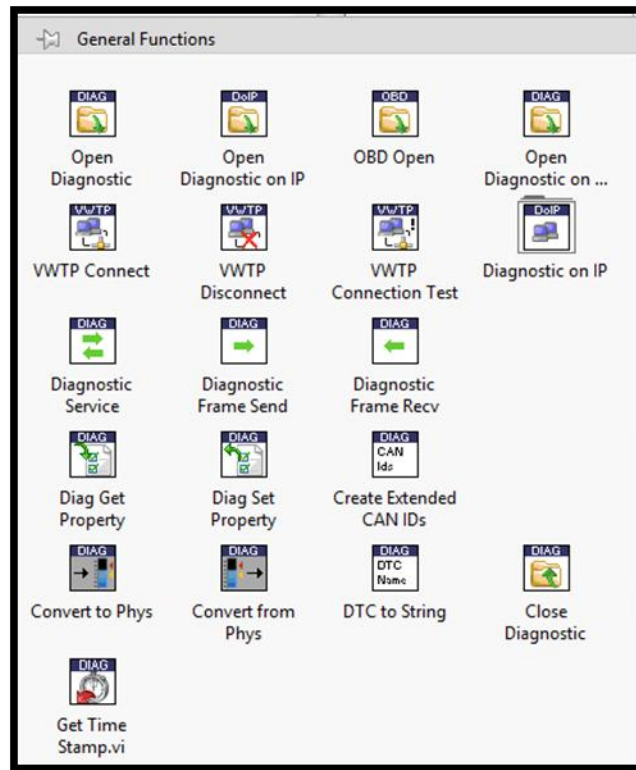 General Functions
DIAG DoIP OBD DIAG
Open Diagnostic
Open Diagnostic on IP
OBD Open
Open Diagnostic on ...
VWTP VWTP VWTP ! DoIP
VWTP Connect
VWTP Disconnect
VWTP Connection Test
Diagnostic on IP
DIAG DIAG DIAG
Diagnostic Service
Diagnostic Frame Send
Diagnostic Frame Recv
DIAG DIAG DIAG CAN Ids
Diag Get Property
Diag Set Property
Create Extended CAN IDs
DIAG DIAG DIAG DTC Name DIAG
Convert to Phys
Convert from Phys
DTC to String
Close Diagnostic
DIAG
Get Time Stamp.vi